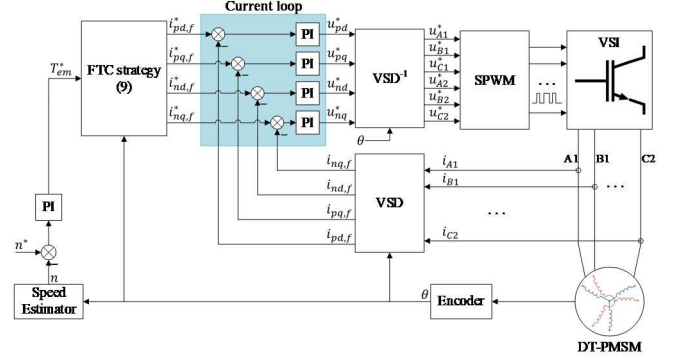 Current loop
i*pd,f
i*pq,f
i*nd,f
i*nq,f
PI
PI
PI
PI
u*pd
u*pq
u*nd
u*nq
T*em
FTC strategy
(9)
VSD⁻¹
θ
u*A1
u*B1
u*C1
u*A2
u*B2
u*C2
SPWM
...
VSI
A1
B1
C2
PI
n*
n
Speed
Estimator
inq,f
ind,f
ipq,f
ipd,f
VSD
iA1
iB1
...
...
iC2
θ
Encoder
DT-PMSM